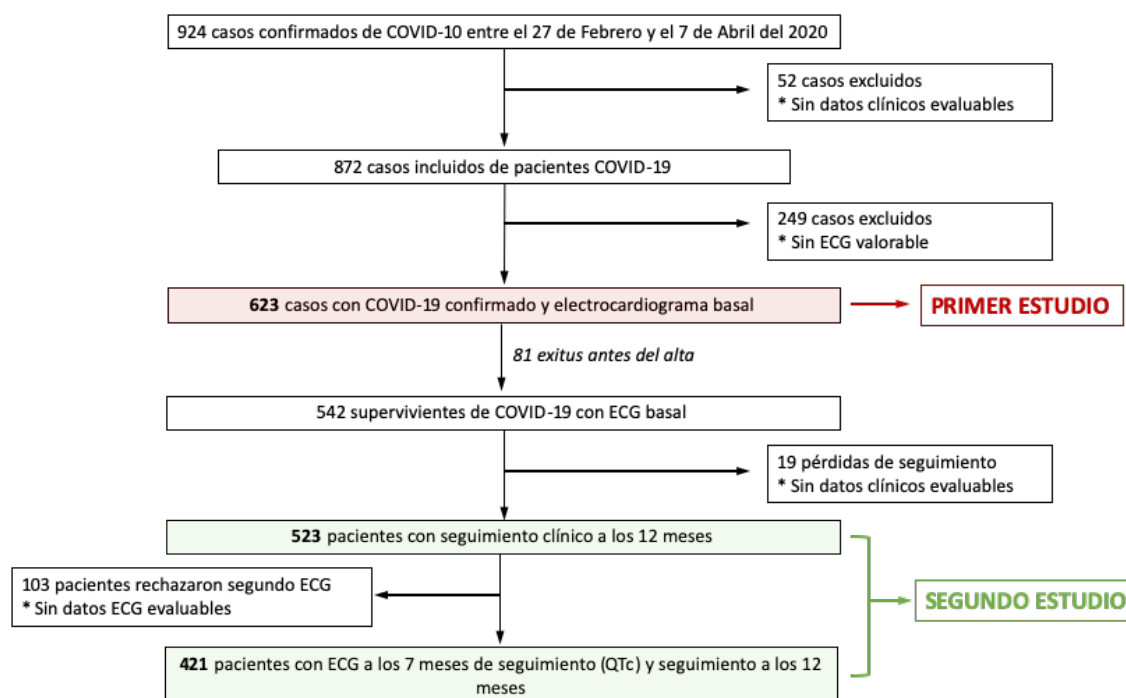 924 casos confirmados de COVID-10 entre el 27 de Febrero y el 7 de Abril del 2020
52 casos excluidos
* Sin datos clínicos evaluables
872 casos incluidos de pacientes COVID-19
249 casos excluidos
* Sin ECG valorable
623 casos con COVID-19 confirmado y electrocardiograma basal
PRIMER ESTUDIO
81 exitus antes del alta
542 supervivientes de COVID-19 con ECG basal
19 pérdidas de seguimiento
* Sin datos clínicos evaluables
523 pacientes con seguimiento clínico a los 12 meses
103 pacientes rechazaron segundo ECG
* Sin datos ECG evaluables
SEGUNDO ESTUDIO
421 pacientes con ECG a los 7 meses de seguimiento (QTc) y seguimiento a los 12
meses